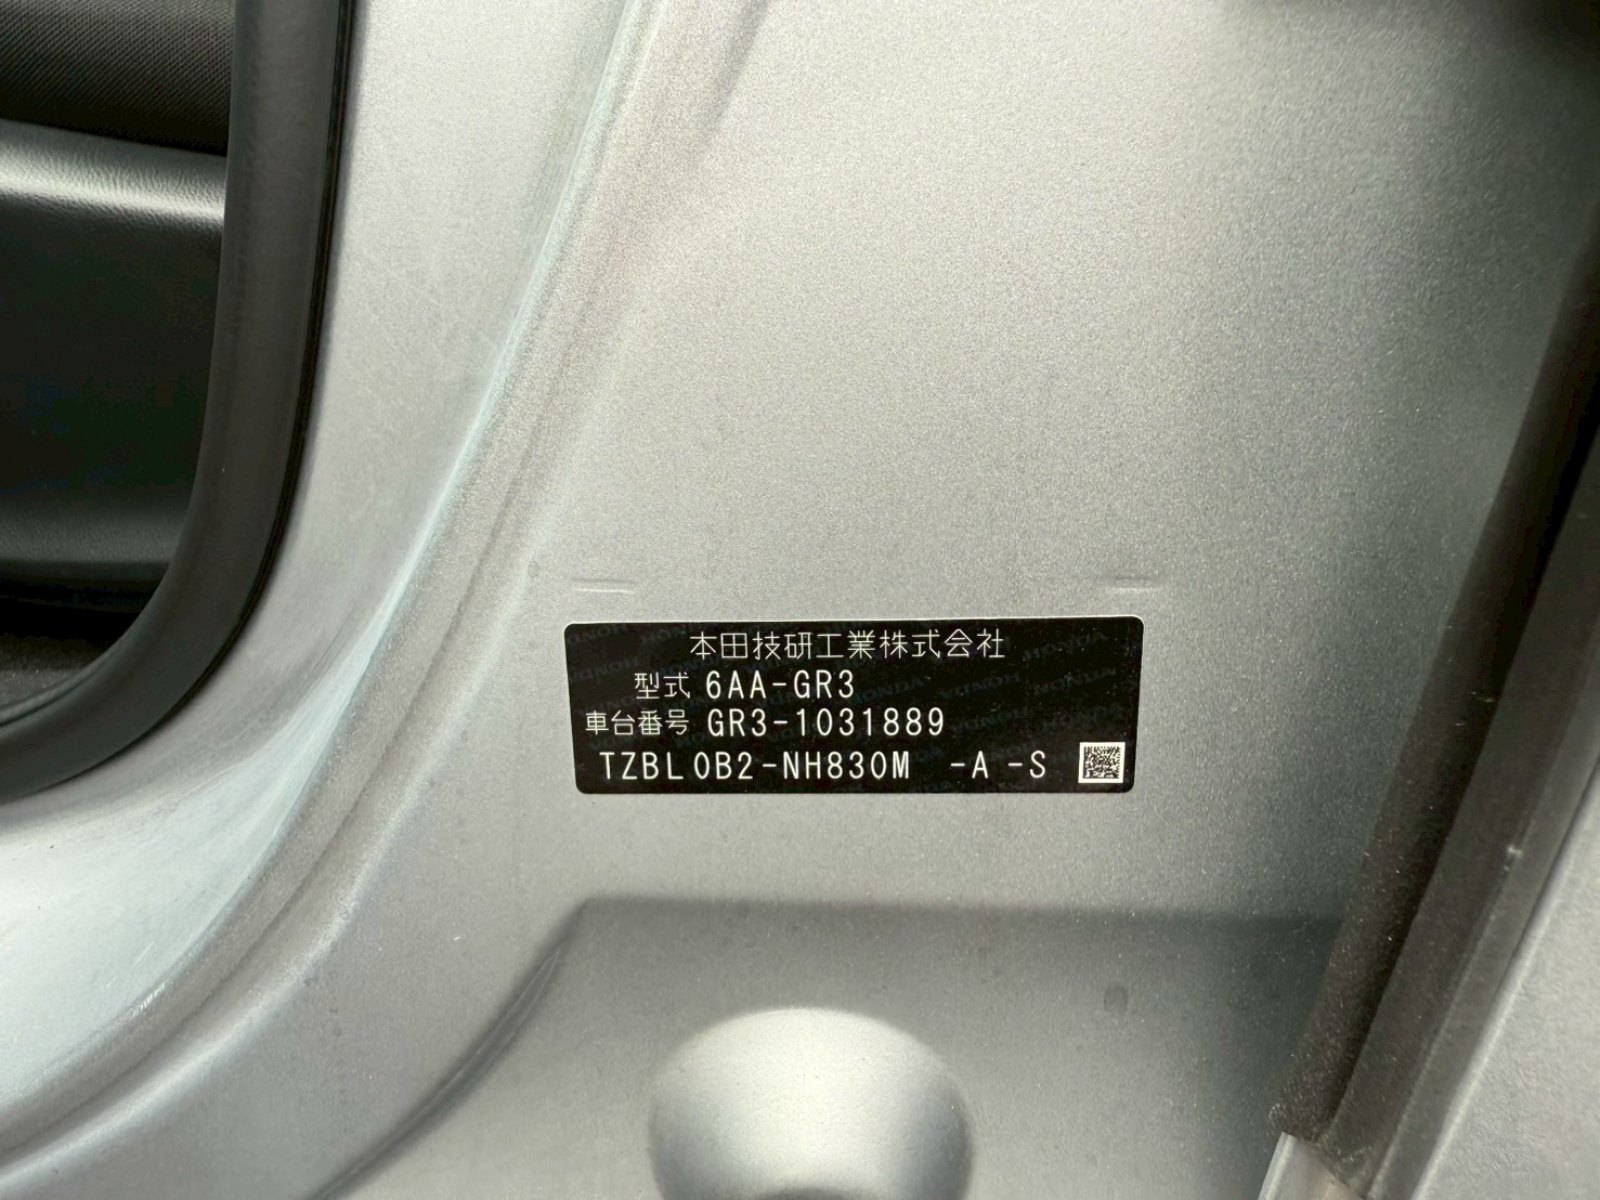 本田技研工業株式会社
型式 6AA-GR3
車台番号 GR3-1031889
TZBL0B2-NH830M -A -S